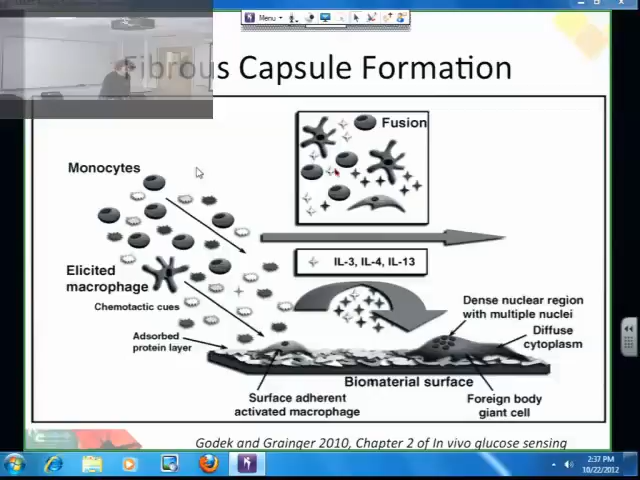 Menu
Fibrous Capsule Formation
Fusion
Monocytes
IL-3, IL-4, IL-13
Elicited
macrophage
Chemotactic cues
Dense nuclear region
with multiple nuclei
Adsorbed
protein layer
Diffuse
cytoplasm
Biomaterial surface
Surface adherent
activated macrophage
Foreign body
giant cell
Godek and Grainger 2010, Chapter 2 of In vivo glucose sensing
2:37 PM
10/22/2012